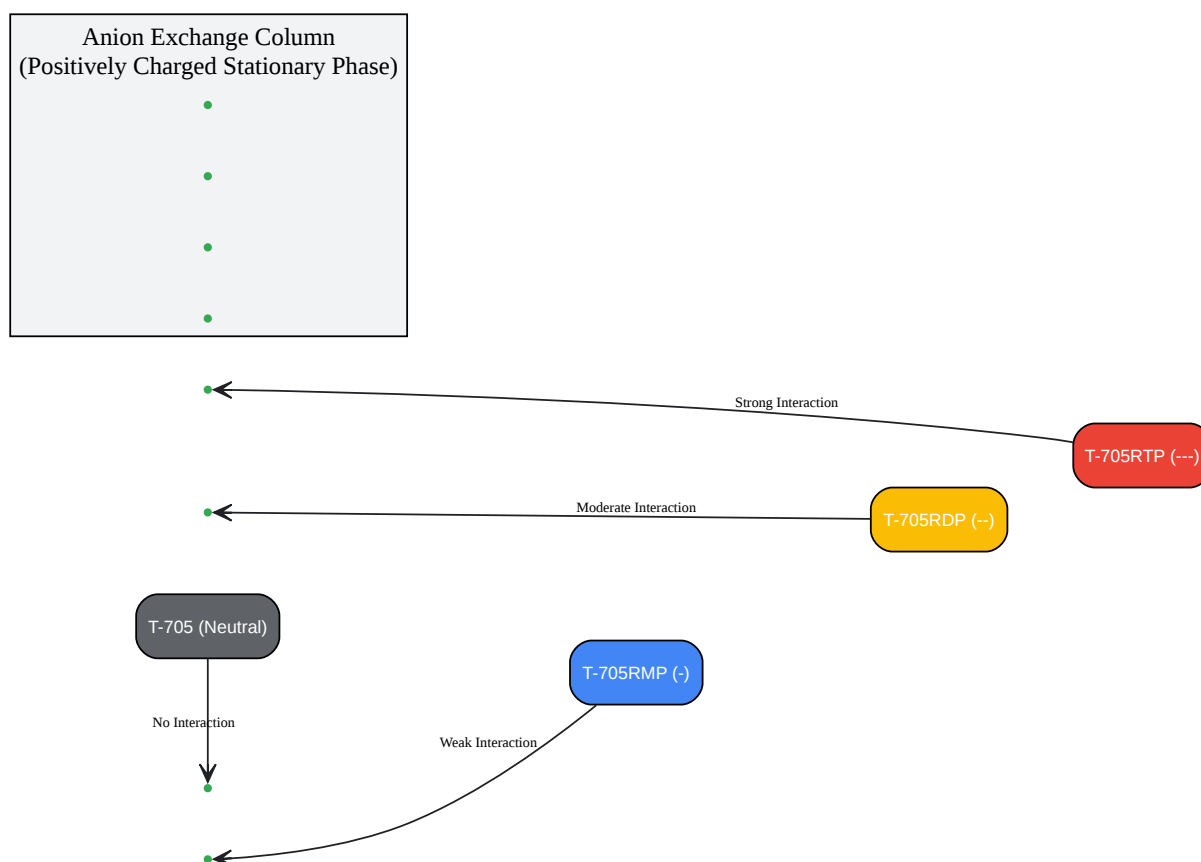 Anion Exchange Column
(Positively Charged Stationary Phase)
Strong Interaction
T-705RTP (---)
Moderate Interaction
T-705RDP (--)
T-705 (Neutral)
T-705RMP (-)
No Interaction
Weak Interaction